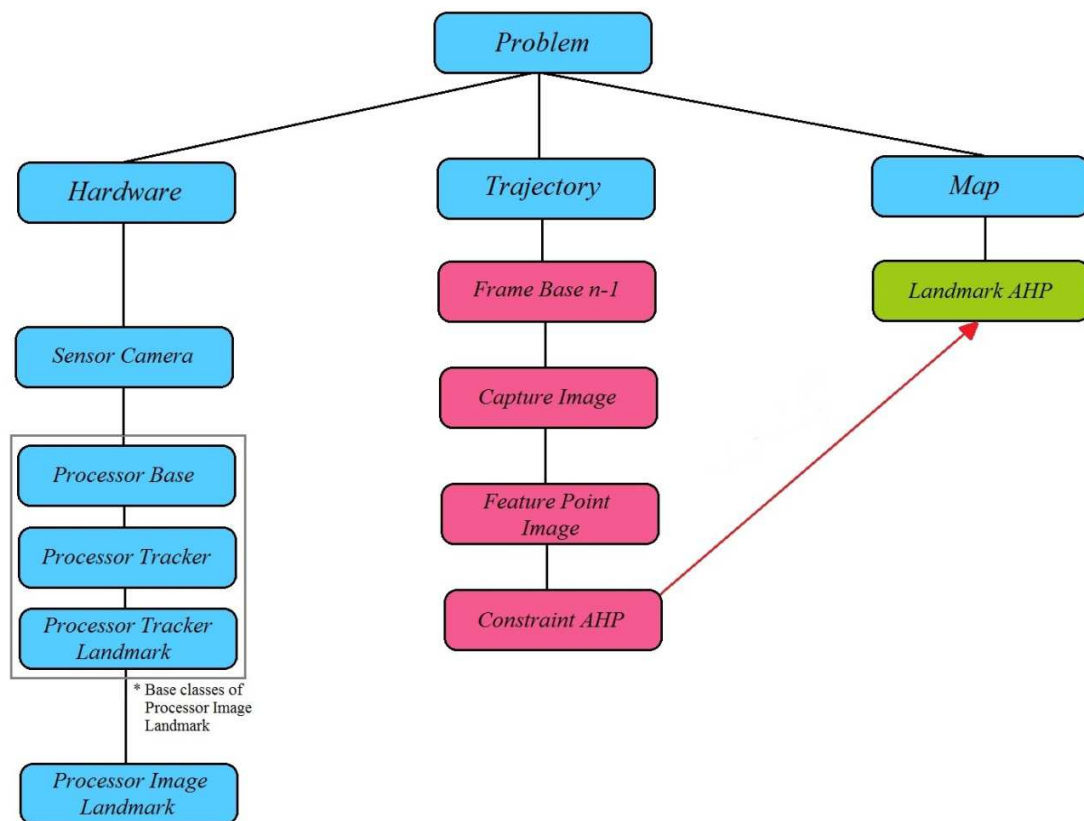 Problem
Hardware
Trajectory
Map
Frame Base n-1
Landmark AHP
Sensor Camera
Capture Image
Processor Base
Feature Point
Image
Processor Tracker
Constraint AHP
Processor Tracker
Landmark
* Base classes of
Processor Image
Landmark
Processor Image
Landmark